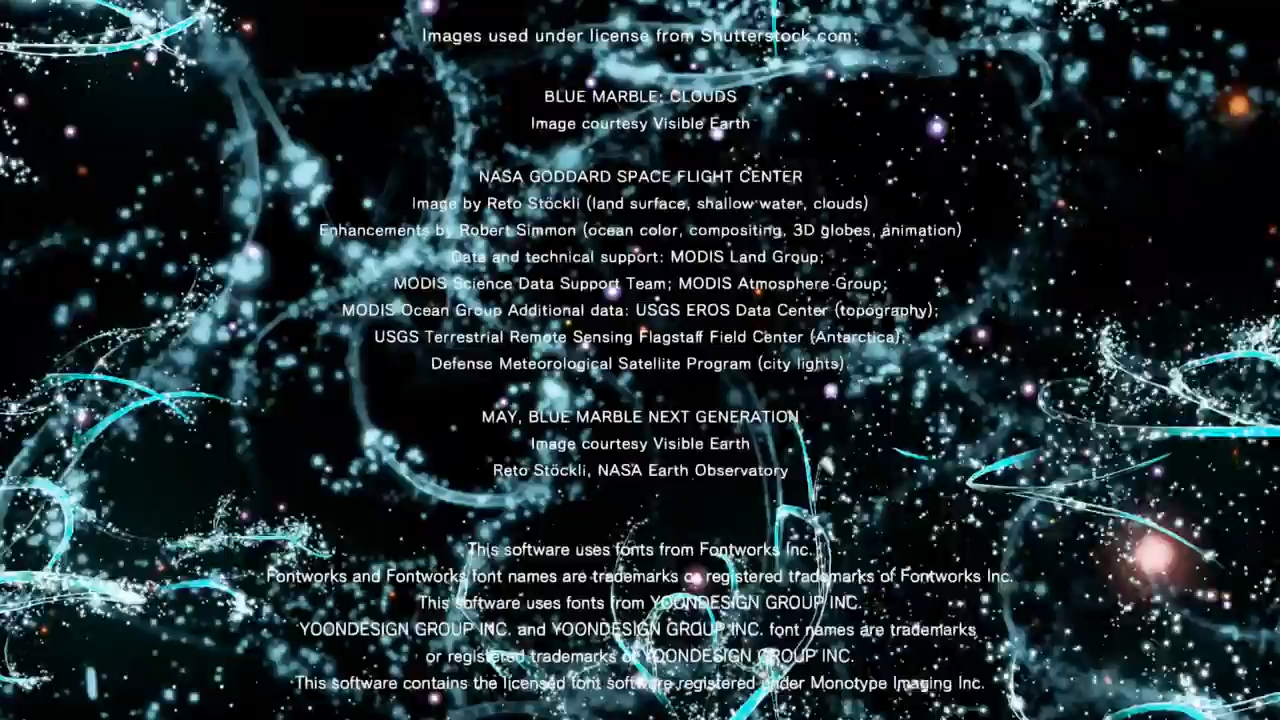 Images used under license from Shutterstock.com:
BLUE MARBLE: CLOUDS
Image courtesy Visible Earth
NASA GODDARD SPACE FLIGHT CENTER
Image by Reto Stöckli (land surface, shallow water, clouds)
Enhancements by Robert Simmon (ocean color, compositing, 3D globes, animation)
Data and technical support: MODIS Land Group;
MODIS Science Data Support Team; MODIS Atmosphere Group;
MODIS Ocean Group Additional data: USGS EROS Data Center (topography);
USGS Terrestrial Remote Sensing Flagstaff Field Center (Antarctica);
Defense Meteorological Satellite Program (city lights)
MAY, BLUE MARBLE NEXT GENERATION
Image courtesy Visible Earth
Reto Stöckli, NASA Earth Observatory
This software uses fonts from Fontworks Inc.
Fontworks and Fontworks font names are trademarks or registered trademarks of Fontworks Inc.
This software uses fonts from YOONDESIGN GROUP INC.
YOONDESIGN GROUP INC. and YOONDESIGN GROUP INC. font names are trademarks
or registered trademarks of YOONDESIGN GROUP INC.
This software contains the licensed font software registered under Monotype Imaging Inc.